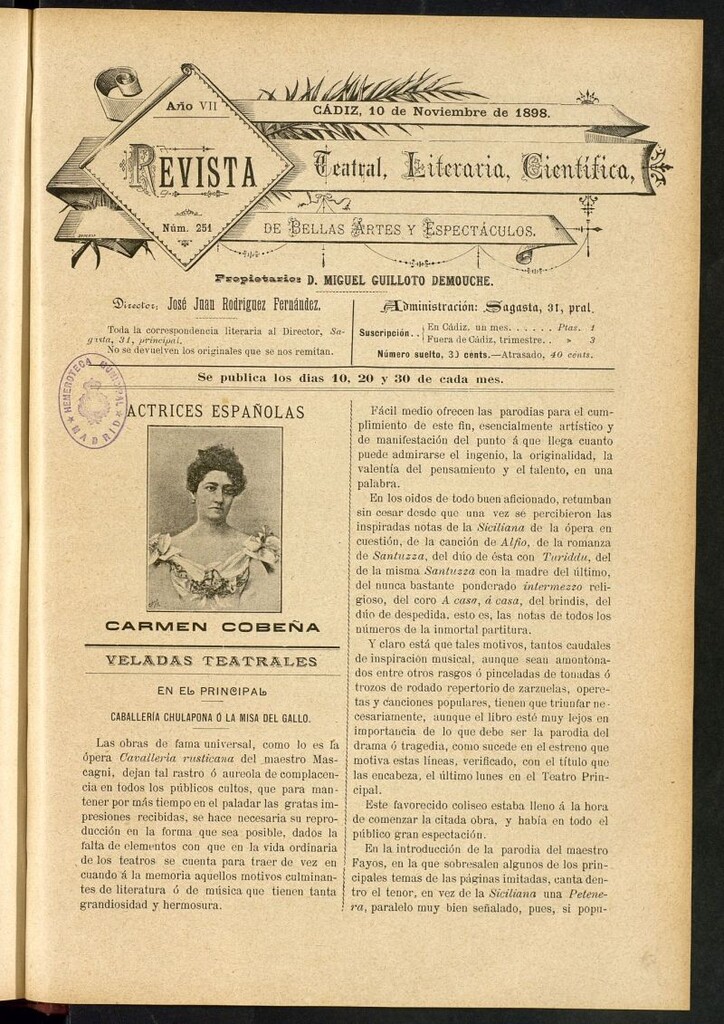 Año VII
CÁDIZ, 10 de Noviembre de 1898.
REVISTA
Teatral, Literaria, Científica,
Núm. 251
DE BELLAS ARTES Y ESPECTÁCULOS.
Propietario: D. MIGUEL GUILLOTO DEMOUCHE.
Director, José Juan Rodríguez Fernández.
Toda la correspondencia literaria al Director, Sa-
gasta, 31, principal.
No se devuelven los originales que se nos remitan.
Administración: Sagasta, 31, pral.
Suscripción.. En Cádiz, un mes. . . . . . Ptas. 1
Fuera de Cádiz, trimestre. . » 3
Número suelto, 30 cents.—Atrasado, 40 cents.
Se publica los dias 10, 20 y 30 de cada mes.
HEMEROTECA MUNICIPAL
MADRID
ACTRICES ESPAÑOLAS
CARMEN COBEÑA
VELADAS TEATRALES
EN EL PRINCIPAL
CABALLERÍA CHULAPONA Ó LA MISA DEL GALLO.
Las obras de fama universal, como lo es la
ópera Cavalleria rusticana del maestro Mas-
cagni, dejan tal rastro ó aureola de complacen-
cia en todos los públicos cultos, que para man-
tener por más tiempo en el paladar las gratas im-
presiones recibidas, se hace necesaria su repro-
ducción en la forma que sea posible, dados la
falta de elementos con que en la vida ordinaria
de los teatros se cuenta para traer de vez en
cuando á la memoria aquellos motivos culminan-
tes de literatura ó de música que tienen tanta
grandiosidad y hermosura.
Fácil medio ofrecen las parodias para el cum-
plimiento de este fin, esencialmente artístico y
de manifestación del punto á que llega cuanto
puede admirarse el ingenio, la originalidad, la
valentía del pensamiento y el talento, en una
palabra.
En los oidos de todo buen aficionado, retumban
sin cesar desde que una vez se percibieron las
inspiradas notas de la Siciliana de la ópera en
cuestión, de la canción de Alfio, de la romanza
de Santuzza, del dúo de ésta con Turiddu, del
de la misma Santuzza con la madre del último,
del nunca bastante ponderado intermezzo reli-
gioso, del coro A casa, á casa, del brindis, del
dúo de despedida, esto es, las notas de todos los
números de la inmortal partitura.
Y claro está que tales motivos, tantos caudales
de inspiración musical, aunque sean amontona-
dos entre otros rasgos ó pinceladas de tonadas ó
trozos de rodado repertorio de zarzuelas, opere-
tas y canciones populares, tienen que triunfar ne-
cesariamente, aunque el libro esté muy lejos en
importancia de lo que debe ser la parodia del
drama ó tragedia, como sucede en el estreno que
motiva estas líneas, verificado, con el título que
las encabeza, el último lunes en el Teatro Prin-
cipal.
Este favorecido coliseo estaba lleno á la hora
de comenzar la citada obra, y había en todo el
público gran espectación.
En la introducción de la parodia del maestro
Fayos, en la que sobresalen algunos de los prin-
cipales temas de las páginas imitadas, canta den-
tro el tenor, en vez de la Siciliana una Petene-
ra, paralelo muy bien señalado, pues, si popu-